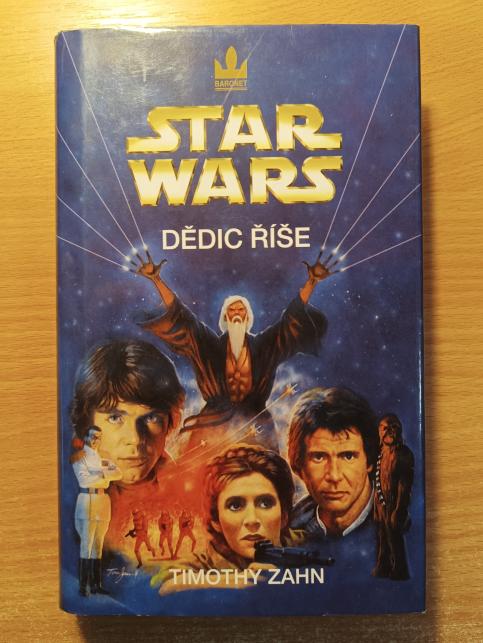 BARONET
STAR
WARS
DĚDIC ŘÍŠE
TIMOTHY ZAHN